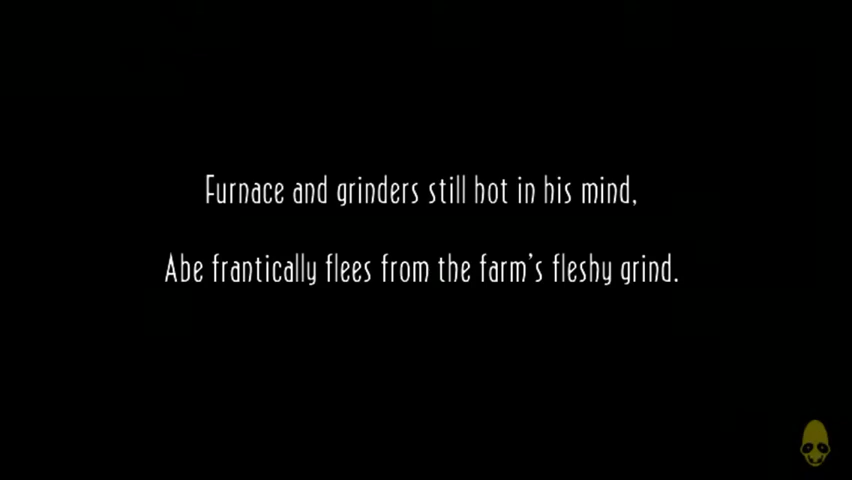 Furnace and grinders still hot in his mind,
Abe frantically flees from the farm's fleshy grind.